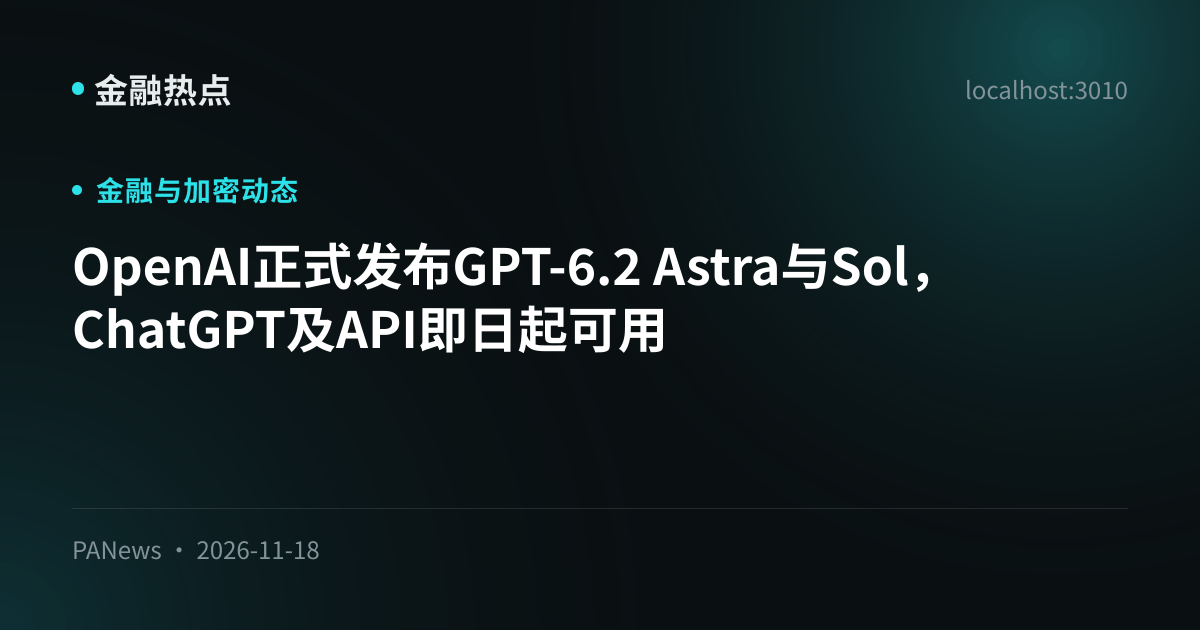 金融热点
localhost:3010
金融与加密动态
OpenAI正式发布GPT-6.2 Astra与Sol，
ChatGPT及API即日起可用
PANews · 2026-11-18